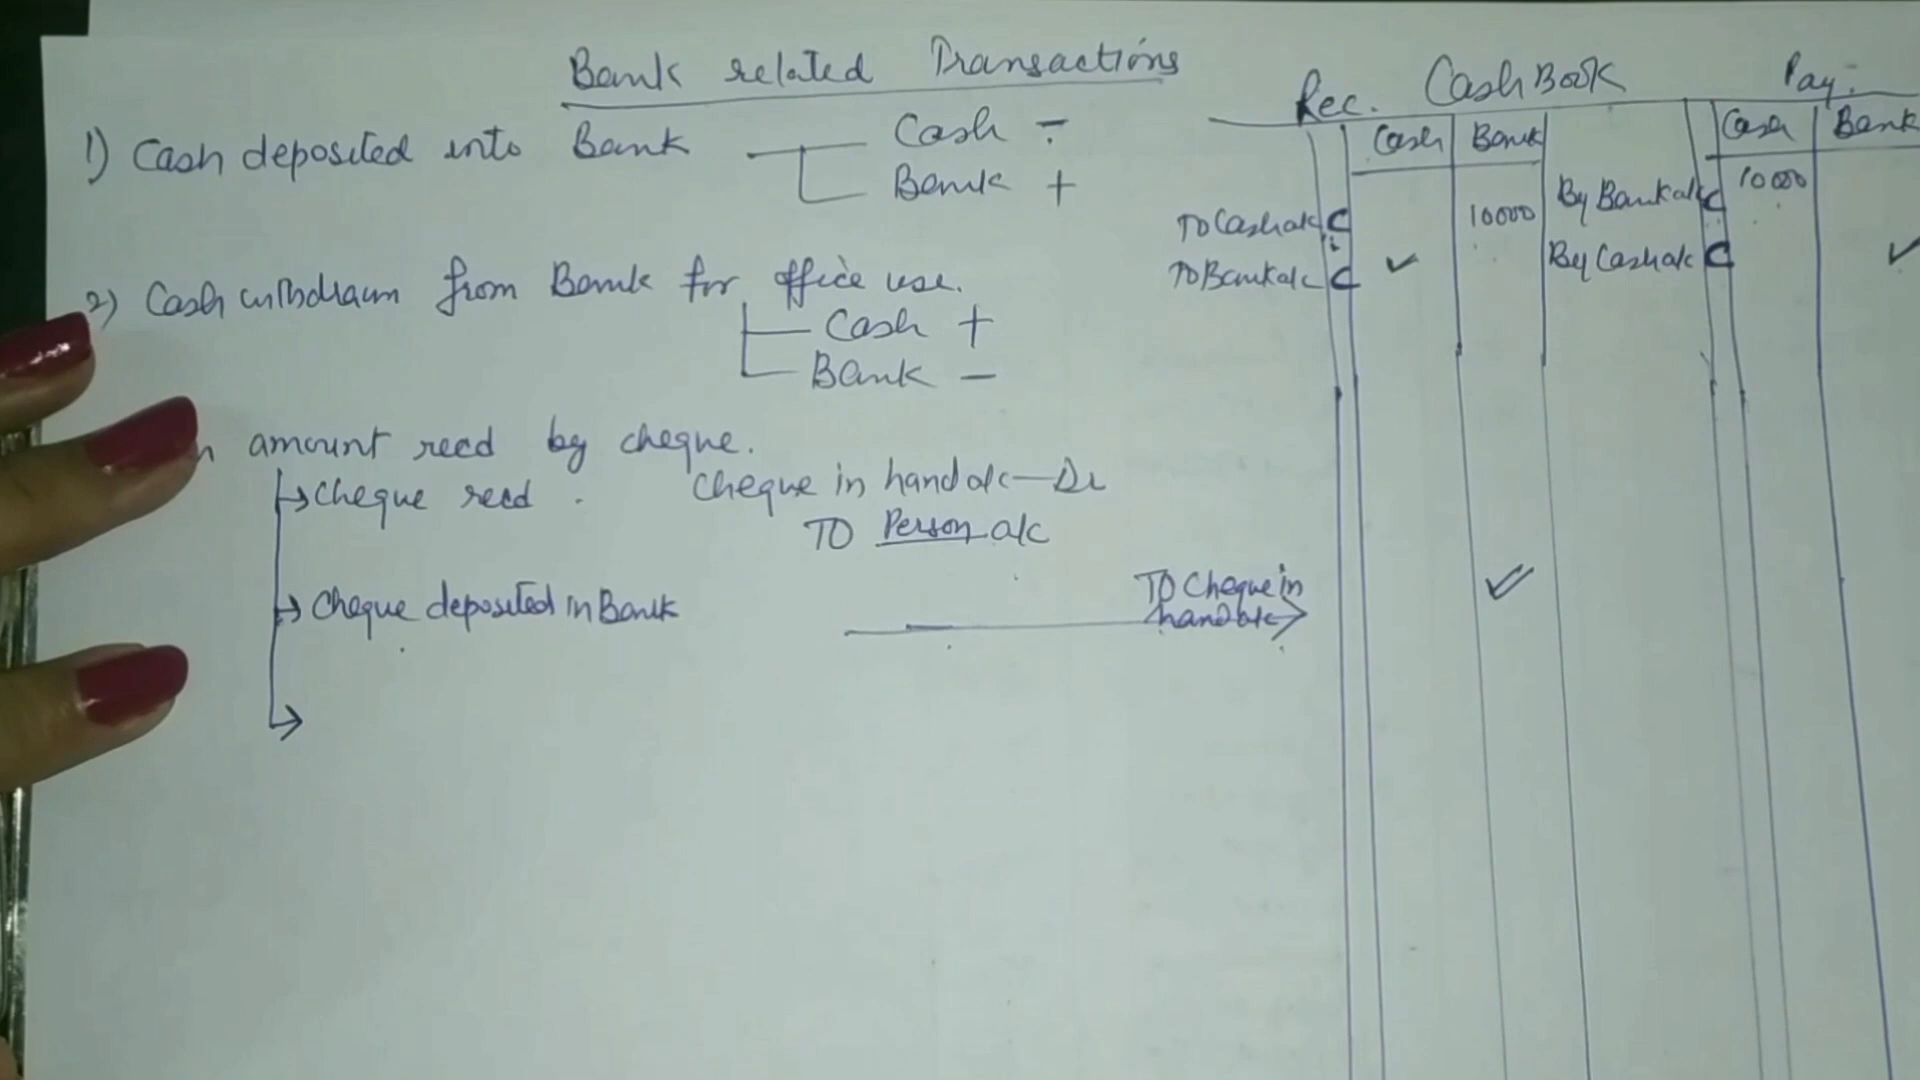 Bank related Transactions
1) Cash deposited into Bank
Cash -
Bank +
2) Cash withdrawn from Bank for office use.
Cash +
Bank -
amount recd by cheque.
Cheque recd.
Cheque in hand a/c - Dr
TO Person a/c
Cheque deposited in Bank
TO Cheque in
hand a/c
Rec. Cash Book Pay.
Cash Bank Cash Bank
To Cash a/c C 10000 By Bank a/c C 10000
To Bank a/c C ✓ By Cash a/c C ✓
✓